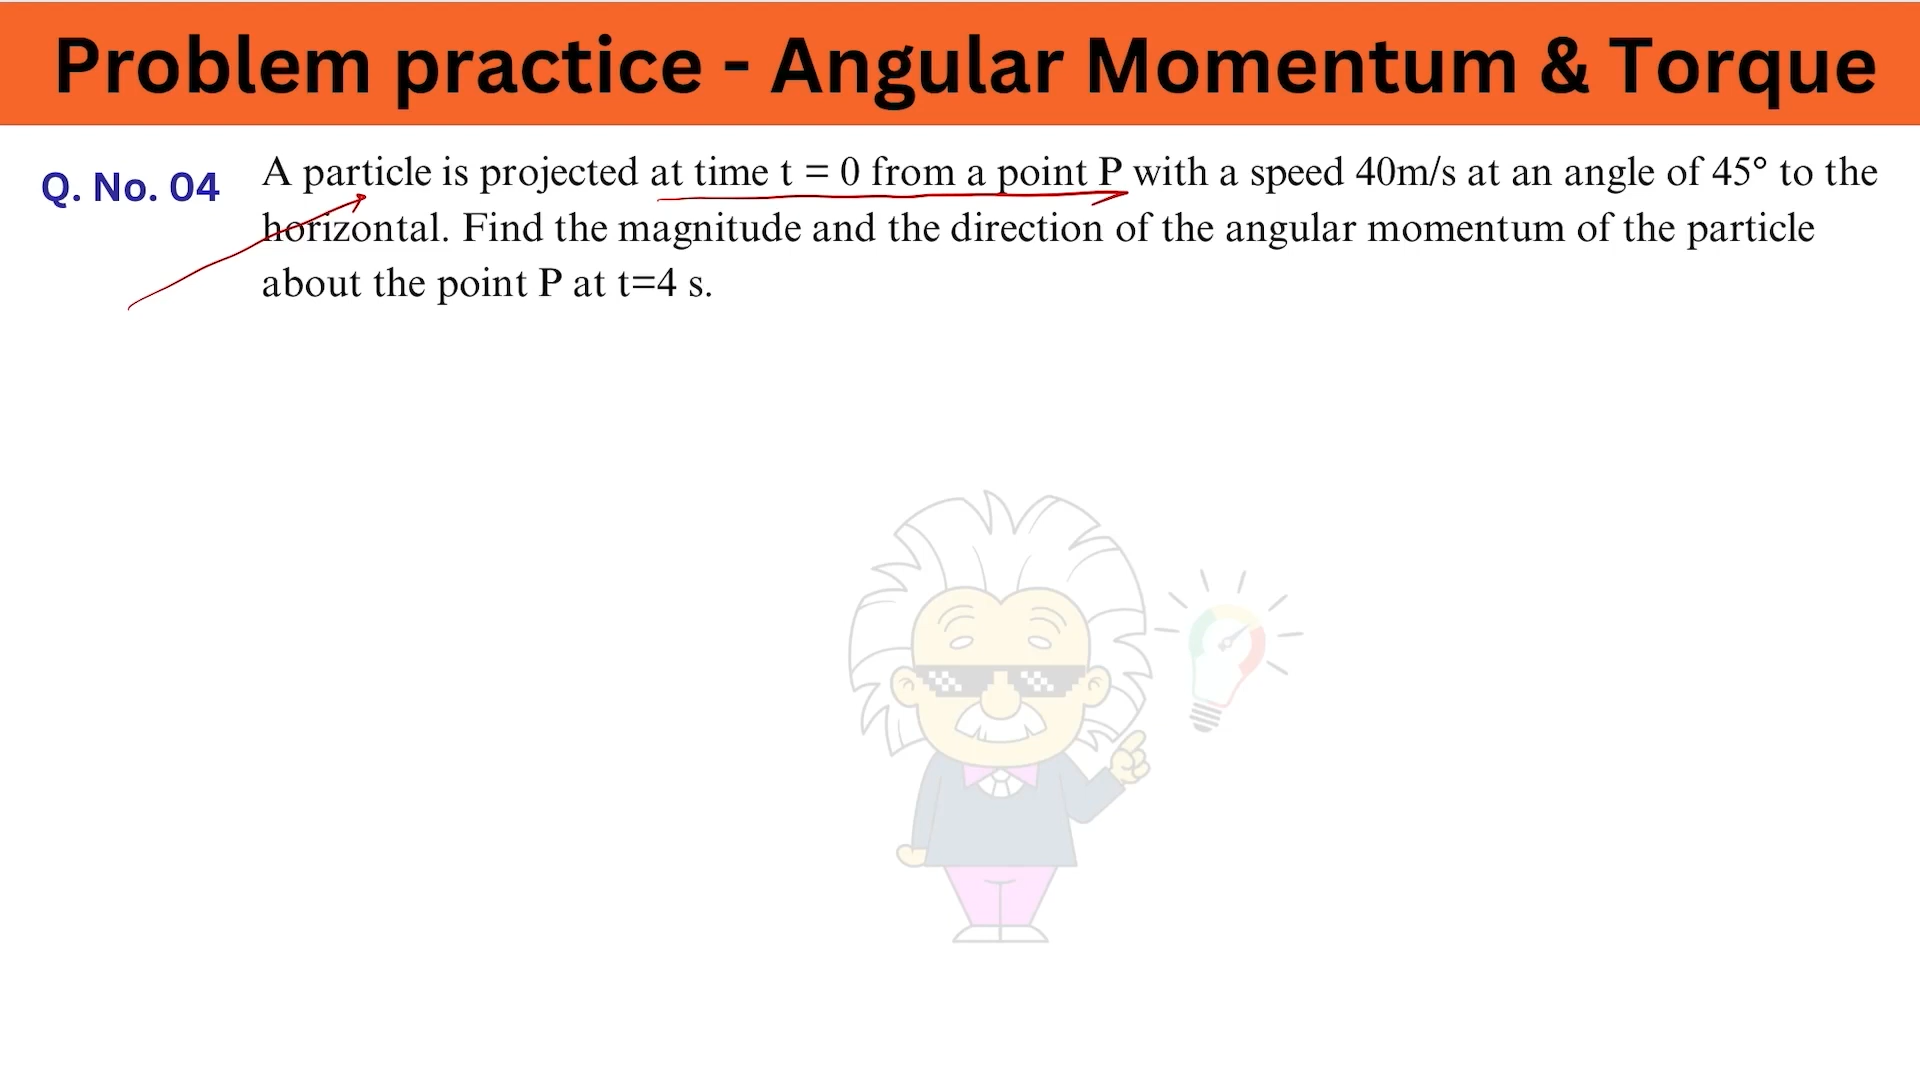 Problem practice - Angular Momentum & Torque
Q. No. 04
A particle is projected at time t = 0 from a point P with a speed 40m/s at an angle of 45° to the
horizontal. Find the magnitude and the direction of the angular momentum of the particle
about the point P at t=4 s.